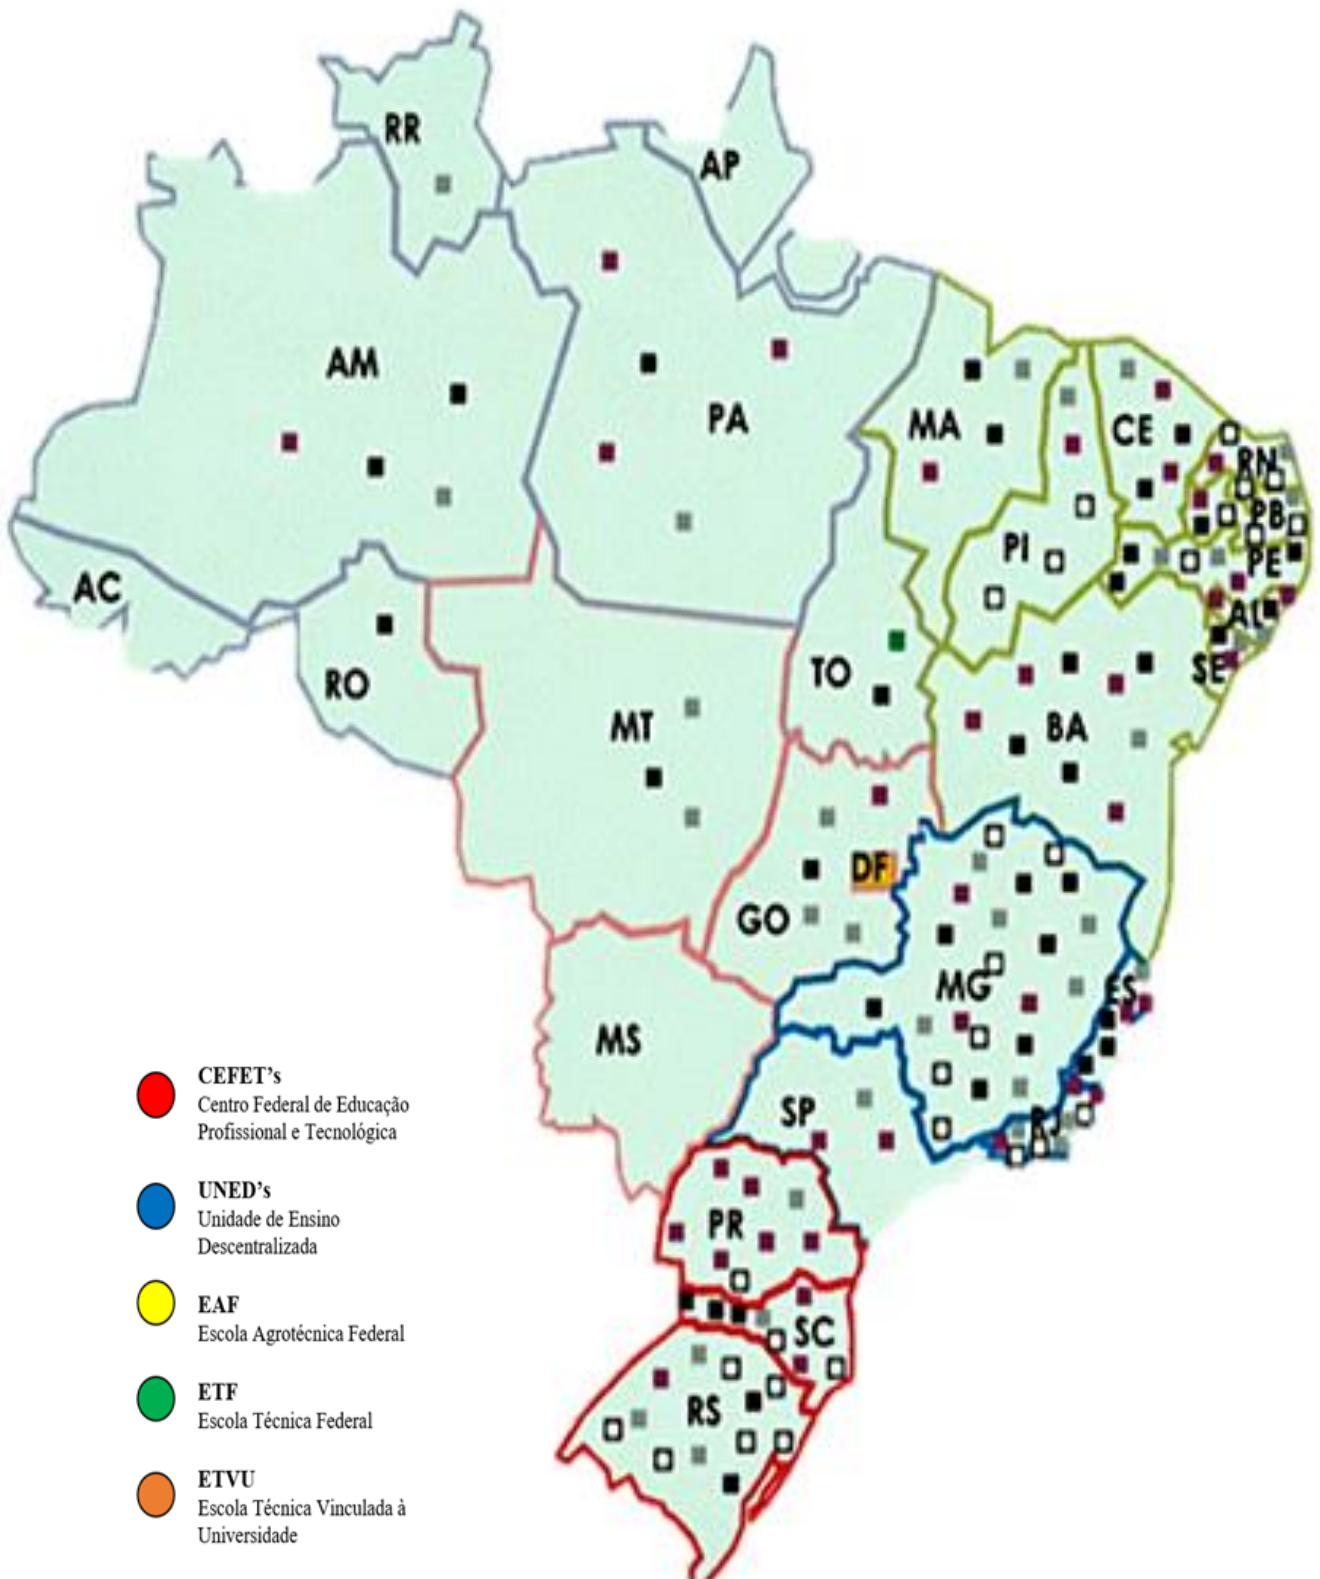 RR
AP
AM
PA
MA
CE
RN
PB
PI
PE
AC
AL
RO
TO
SE
MT
BA
DF
GO
MG
ES
MS
SP
RJ
PR
SC
RS
CEFET's
Centro Federal de Educação
Profissional e Tecnológica
UNED's
Unidade de Ensino
Descentralizada
EAF
Escola Agrotécnica Federal
ETF
Escola Técnica Federal
ETVU
Escola Técnica Vinculada à
Universidade